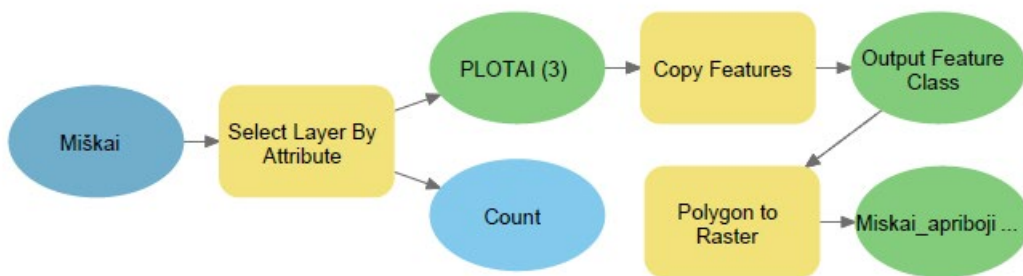 Miškai
Select Layer By
Attribute
PLOTAI (3)
Count
Copy Features
Output Feature
Class
Polygon to
Raster
Miskai_apriboji ...